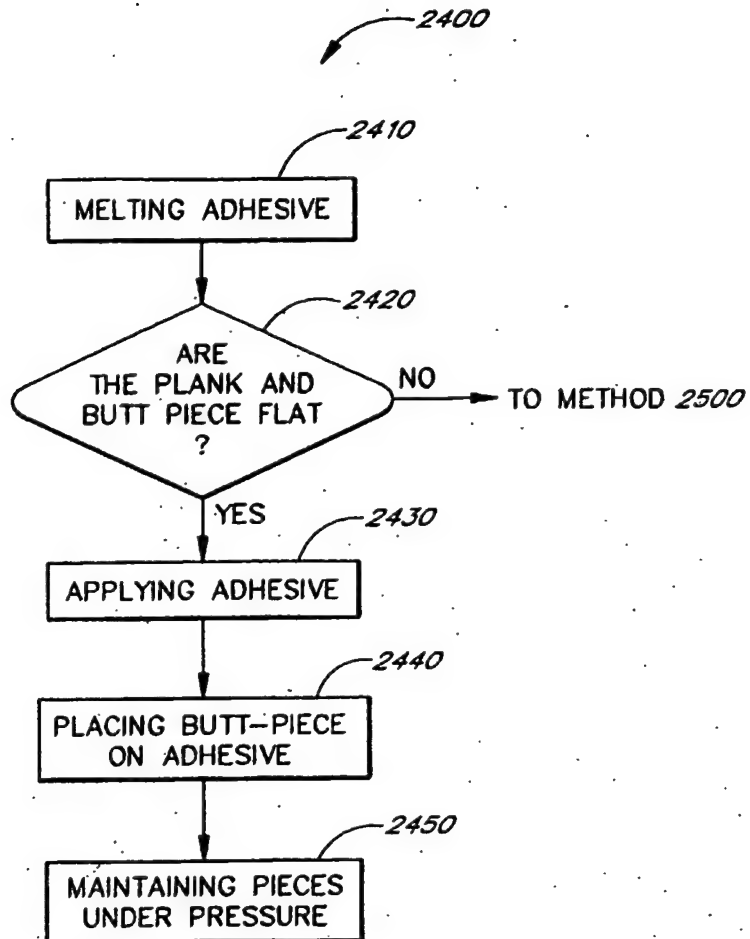 2400
2410
MELTING ADHESIVE
2420
ARE
THE PLANK AND
BUTT PIECE FLAT
?
NO
TO METHOD 2500
YES
2430
APPLYING ADHESIVE
2440
PLACING BUTT-PIECE
ON ADHESIVE
2450
MAINTAINING PIECES
UNDER PRESSURE